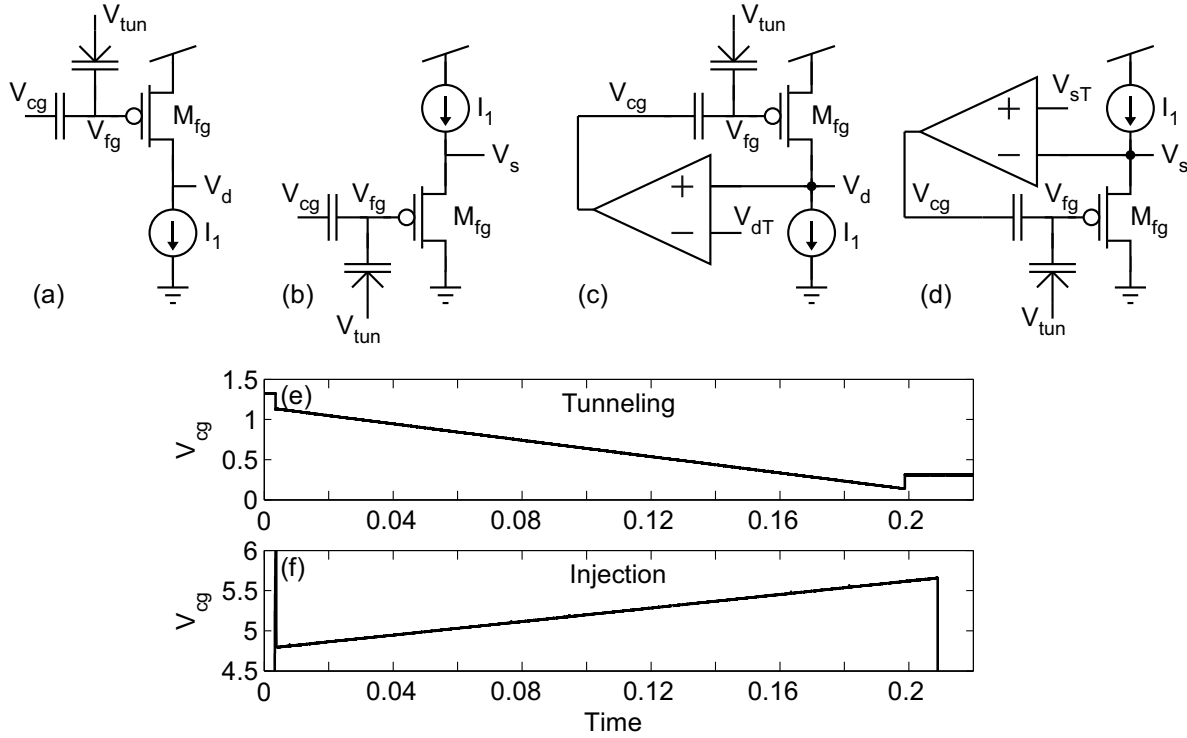 V_tun
V_cg
V_fg
M_fg
V_d
I_1
(a)
I_1
V_s
V_cg
V_fg
M_fg
V_tun
(b)
V_tun
V_cg
V_fg
M_fg
+
V_d
V_dT
−
I_1
(c)
V_sT
+
I_1
−
V_s
V_cg
V_fg
M_fg
V_tun
(d)
(e)
Tunneling
V_cg
1.5
1
0.5
0
0 0.04 0.08 0.12 0.16 0.2
(f)
Injection
V_cg
6
5.5
5
4.5
0 0.04 0.08 0.12 0.16 0.2
Time